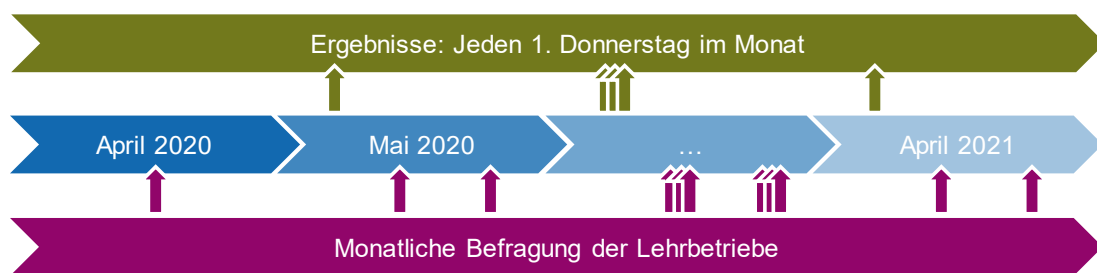 Ergebnisse: Jeden 1. Donnerstag im Monat
April 2020
Mai 2020
...
April 2021
Monatliche Befragung der Lehrbetriebe